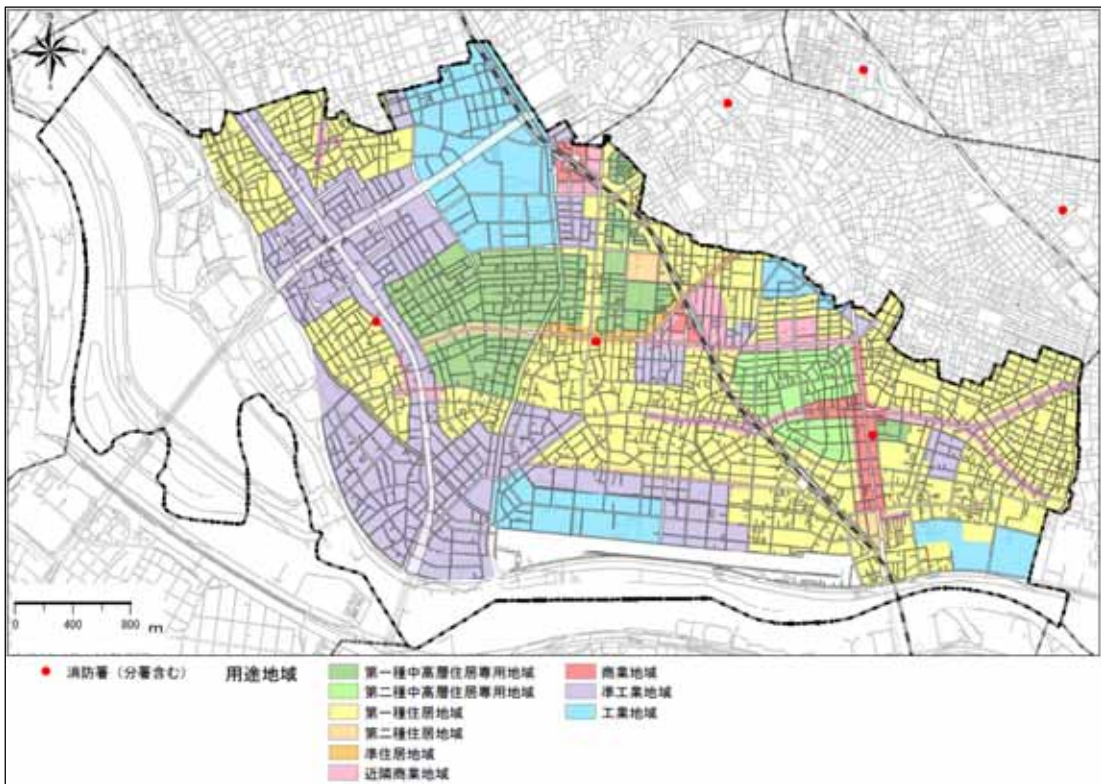 0 400 800 m
消防署（分署含む） 用途地域
第一種中高層住居専用地域
第二種中高層住居専用地域
第一種住居地域
第二種住居地域
準住居地域
近隣商業地域
商業地域
準工業地域
工業地域